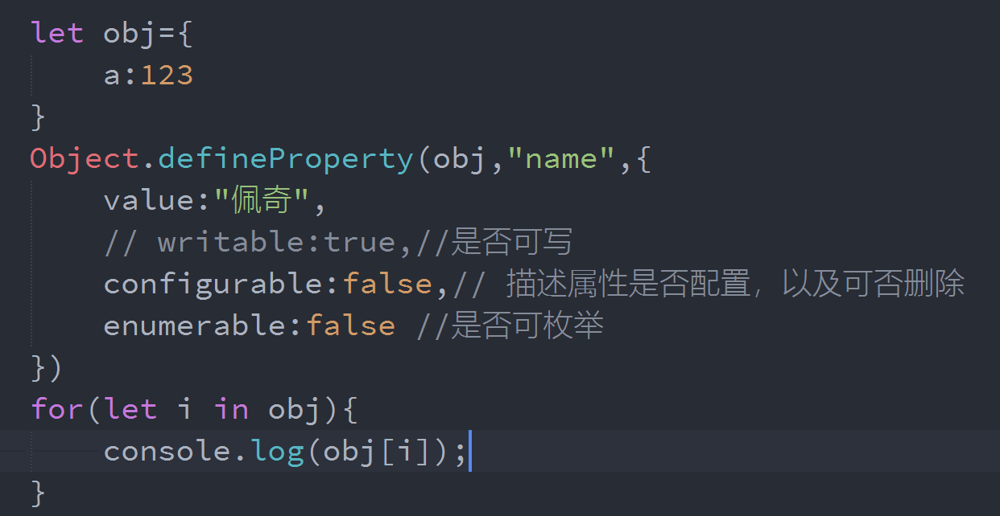 let obj={
    a:123
}
Object.defineProperty(obj,"name",{
    value:"佩奇",
    // writable:true,//是否可写
    configurable:false,// 描述属性是否配置，以及可否删除
    enumerable:false //是否可枚举
})
for(let i in obj){
    console.log(obj[i]);
}